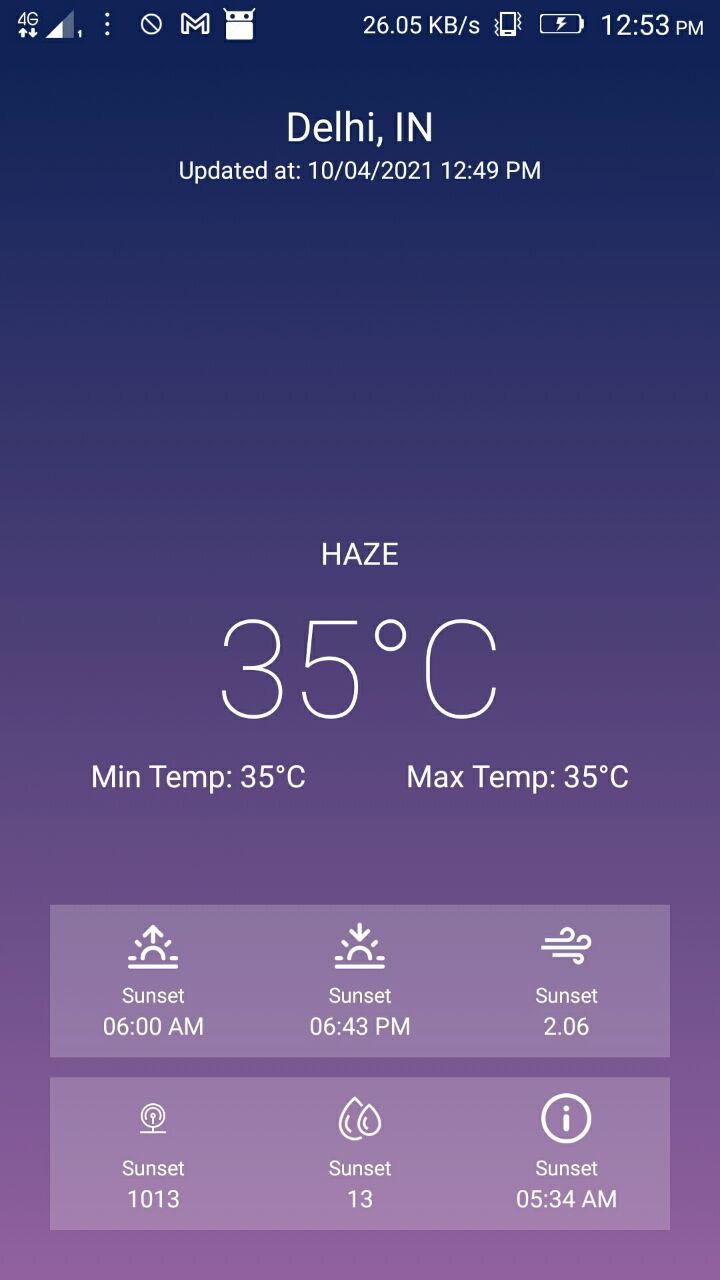 4G 1 26.05 KB/s 12:53 PM
Delhi, IN
Updated at: 10/04/2021 12:49 PM
HAZE
35°C
Min Temp: 35°C Max Temp: 35°C
Sunset Sunset Sunset
06:00 AM 06:43 PM 2.06
Sunset Sunset Sunset
1013 13 05:34 AM